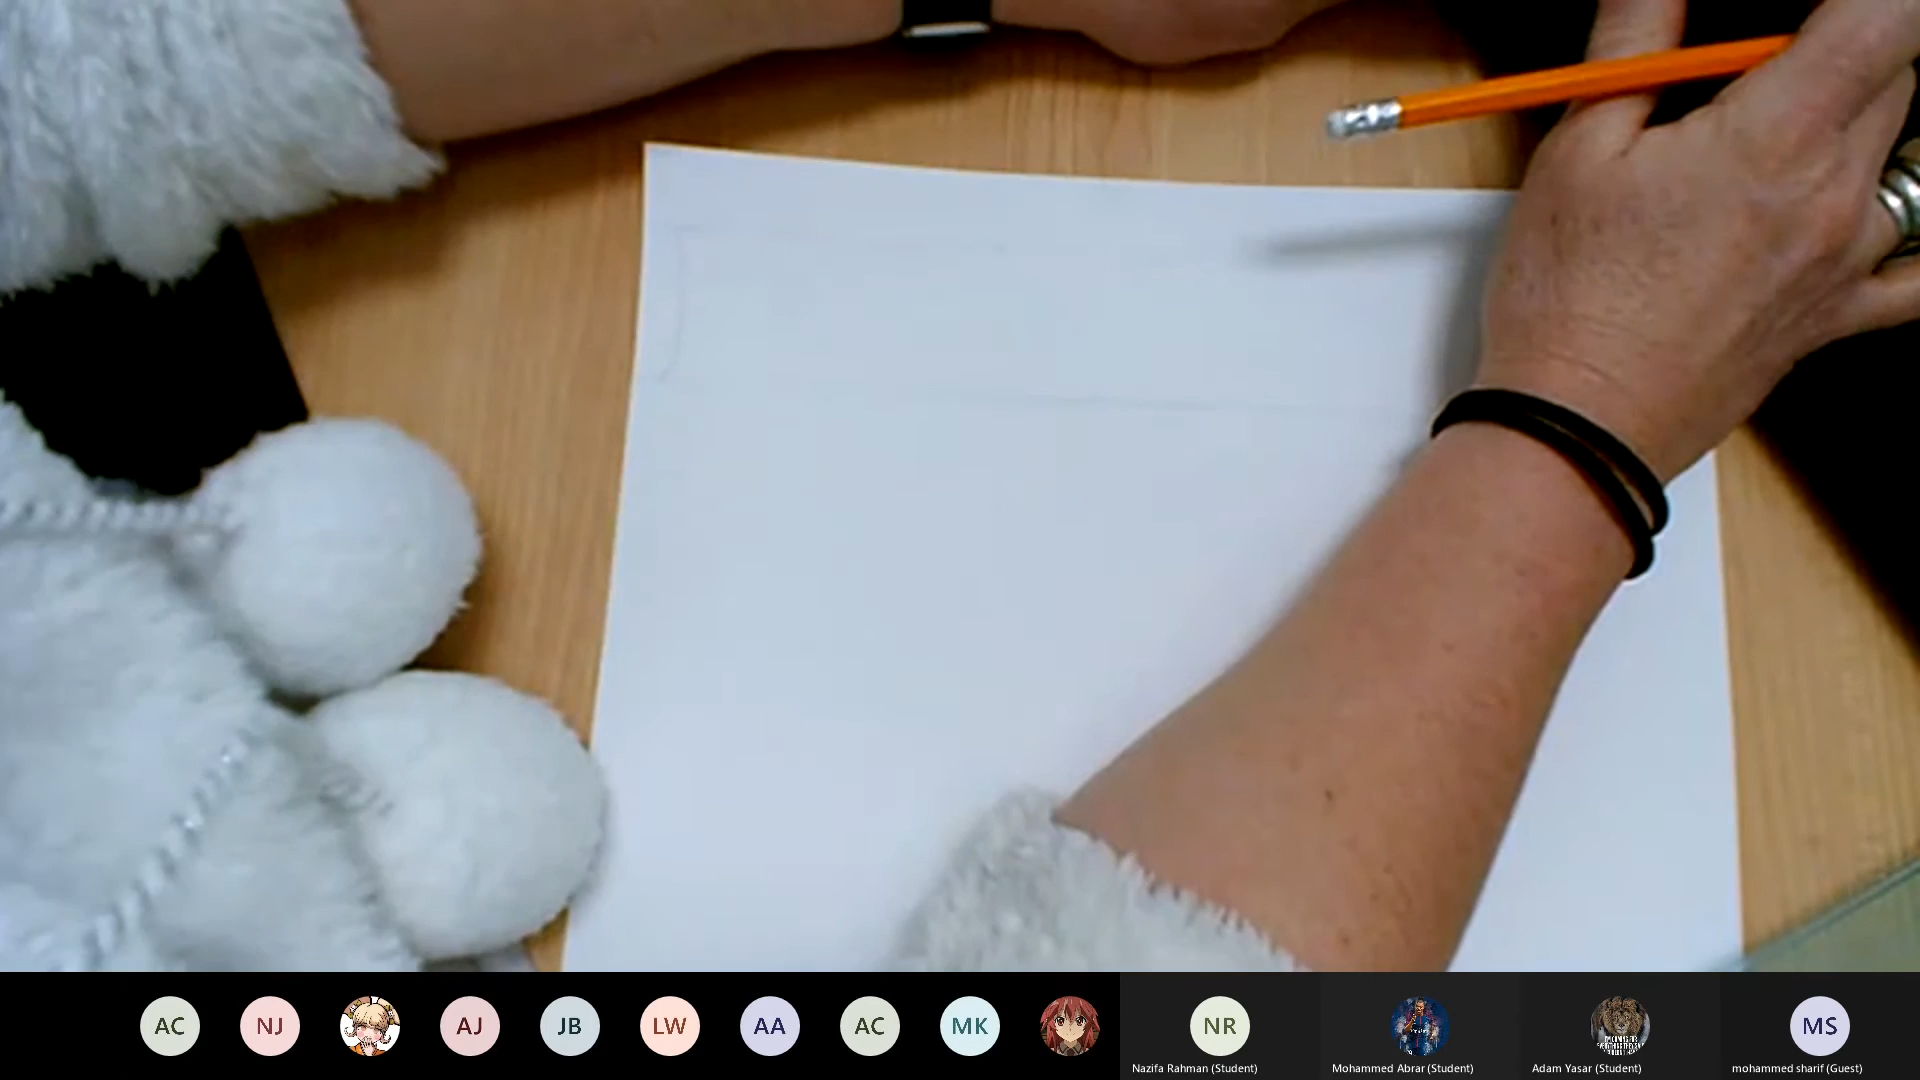 AC
NJ
AJ
JB
LW
AA
AC
MK
NR
MS
Nazifa Rahman (Student)
Mohammed Abrar (Student)
Adam Yasar (Student)
mohammed sharif (Guest)